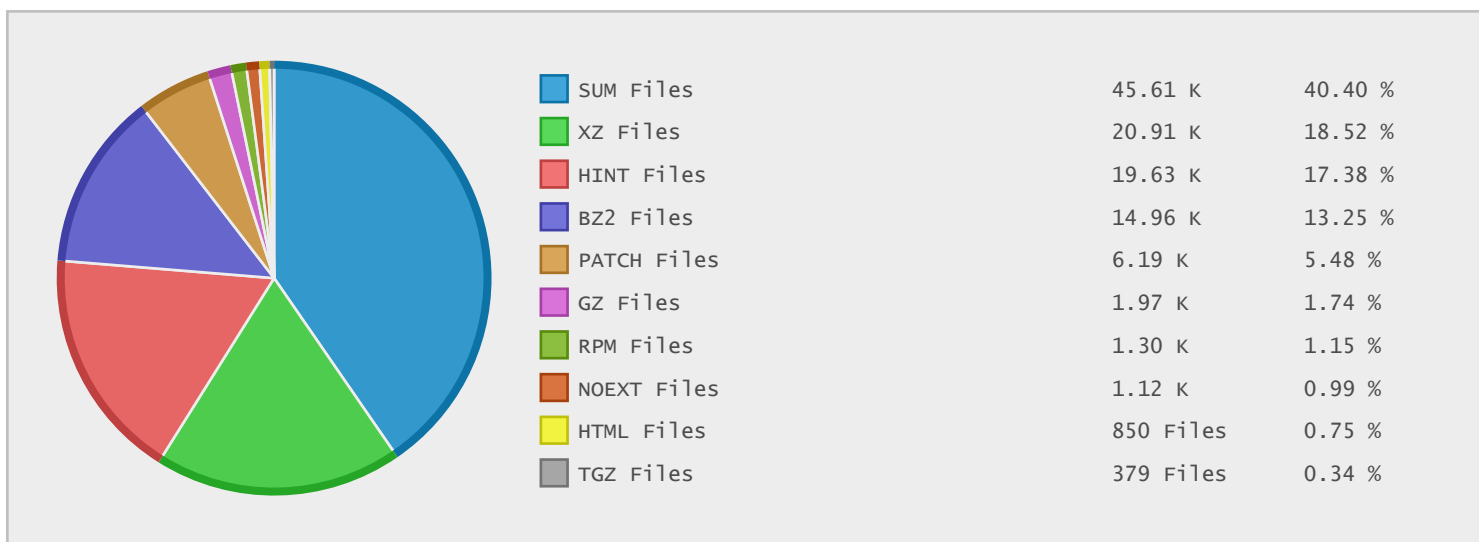 SUM Files 45.61 K 40.40 %
XZ Files 20.91 K 18.52 %
HINT Files 19.63 K 17.38 %
BZ2 Files 14.96 K 13.25 %
PATCH Files 6.19 K 5.48 %
GZ Files 1.97 K 1.74 %
RPM Files 1.30 K 1.15 %
NOEXT Files 1.12 K 0.99 %
HTML Files 850 Files 0.75 %
TGZ Files 379 Files 0.34 %